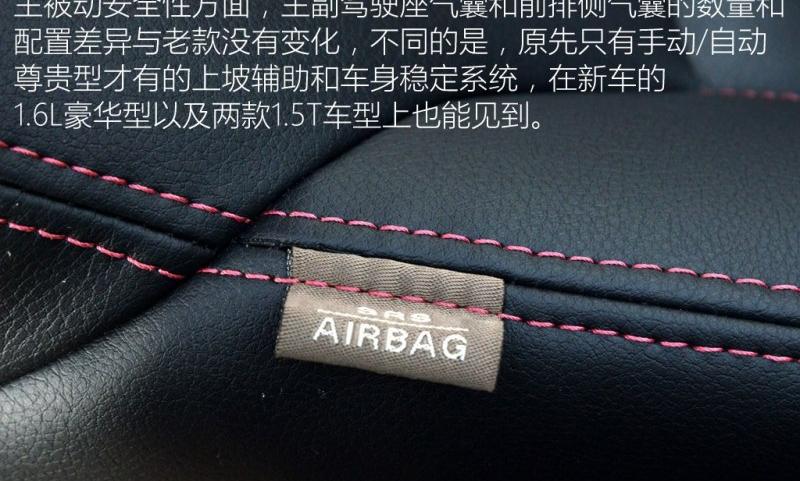 主被动安全性方面，主副驾驶座气囊和前排侧气囊的数量和
配置差异与老款没有变化，不同的是，原先只有手动/自动
尊贵型才有的上坡辅助和车身稳定系统，在新车的
1.6L豪华型以及两款1.5T车型上也能见到。
SRS
AIRBAG